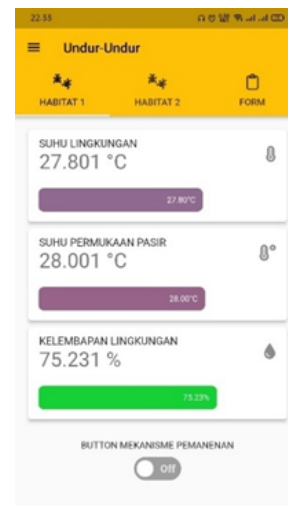 22.55
Undur-Undur
HABITAT 1 HABITAT 2 FORM
SUHU LINGKUNGAN
27.801 °C
27.80°C
SUHU PERMUKAAN PASIR
28.001 °C
28.00°C
KELEMBAPAN LINGKUNGAN
75.231 %
75.23%
BUTTON MEKANISME PEMANENAN
Off